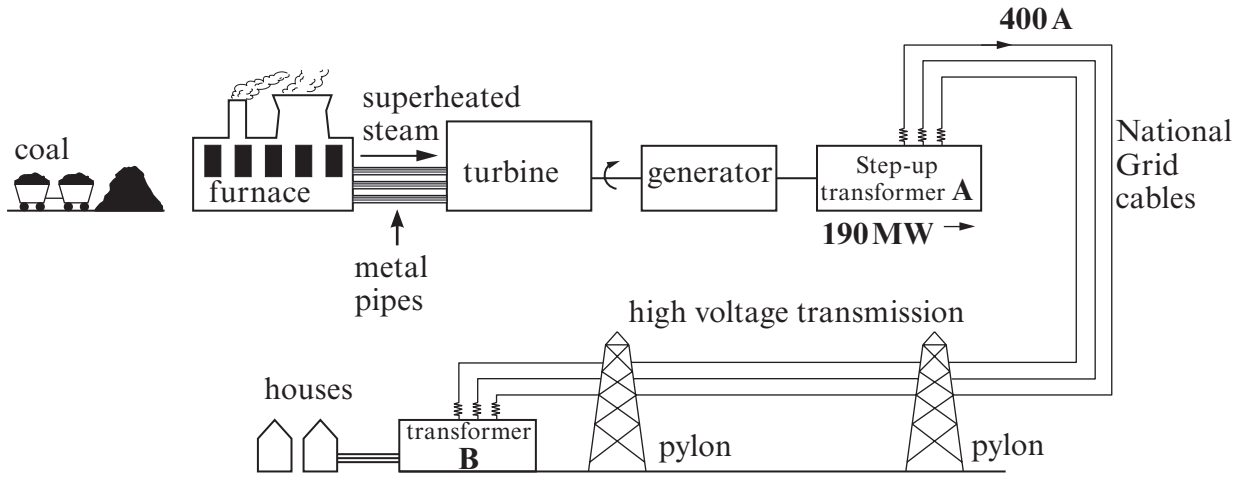 400 A
superheated
steam
coal
furnace
turbine
generator
Step-up
transformer A
National
Grid
cables
190 MW
metal
pipes
high voltage transmission
houses
transformer
B
pylon
pylon